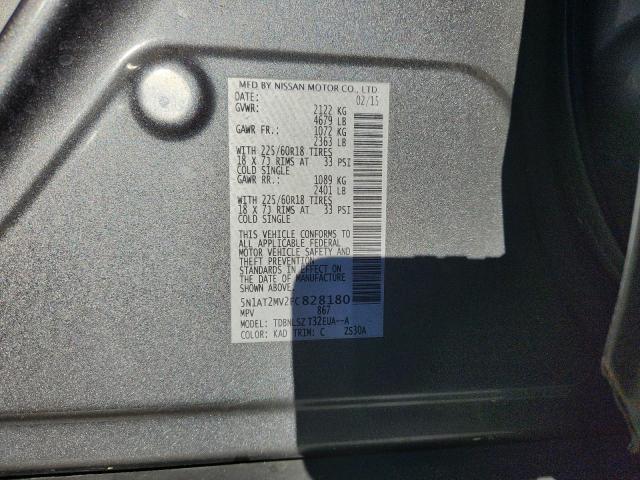 MFD BY NISSAN MOTOR CO., LTD.
DATE: 02/15
GVWR: 2122 KG
4679 LB
GAWR FR.: 1072 KG
2363 LB
WITH 225/60R18 TIRES
18 X 7J RIMS AT 33 PSI
COLD SINGLE
GAWR RR.: 1089 KG
2401 LB
WITH 225/60R18 TIRES
18 X 7J RIMS AT 33 PSI
COLD SINGLE
THIS VEHICLE CONFORMS TO
ALL APPLICABLE FEDERAL
MOTOR VEHICLE SAFETY AND
THEFT PREVENTION
STANDARDS IN EFFECT ON
THE DATE OF MANUFACTURE
SHOWN ABOVE.
5N1AT2MV2FC828180
MPV 867
MODEL: TDBNLSZ T32EUA--A
COLOR: KAD TRIM: C 2S30A